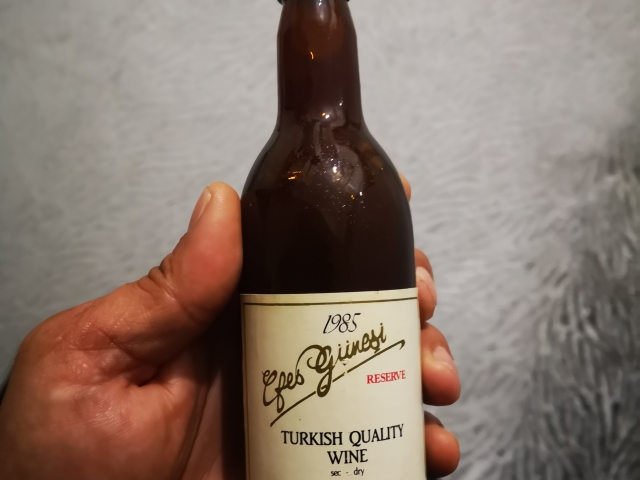 1985
Efes Güneşi
RESERVE
TURKISH QUALITY
WINE
sec - dry